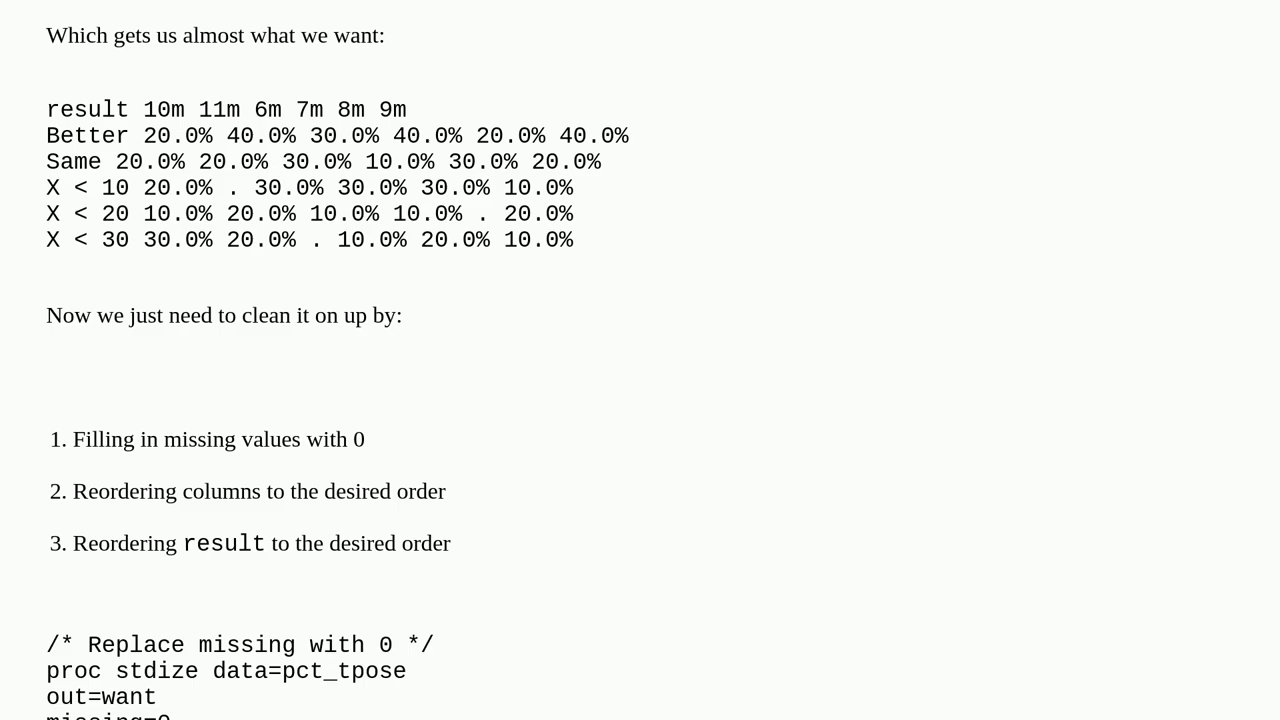 Which gets us almost what we want:
result 10m 11m 6m 7m 8m 9m
Better 20.0% 40.0% 30.0% 40.0% 20.0% 40.0%
Same 20.0% 20.0% 30.0% 10.0% 30.0% 20.0%
X < 10 20.0% . 30.0% 30.0% 30.0% 10.0%
X < 20 10.0% 20.0% 10.0% 10.0% . 20.0%
X < 30 30.0% 20.0% . 10.0% 20.0% 10.0%
Now we just need to clean it on up by:
1. Filling in missing values with 0
2. Reordering columns to the desired order
3. Reordering result to the desired order
/* Replace missing with 0 */
proc stdize data=pct_tpose
out=want
missing=0